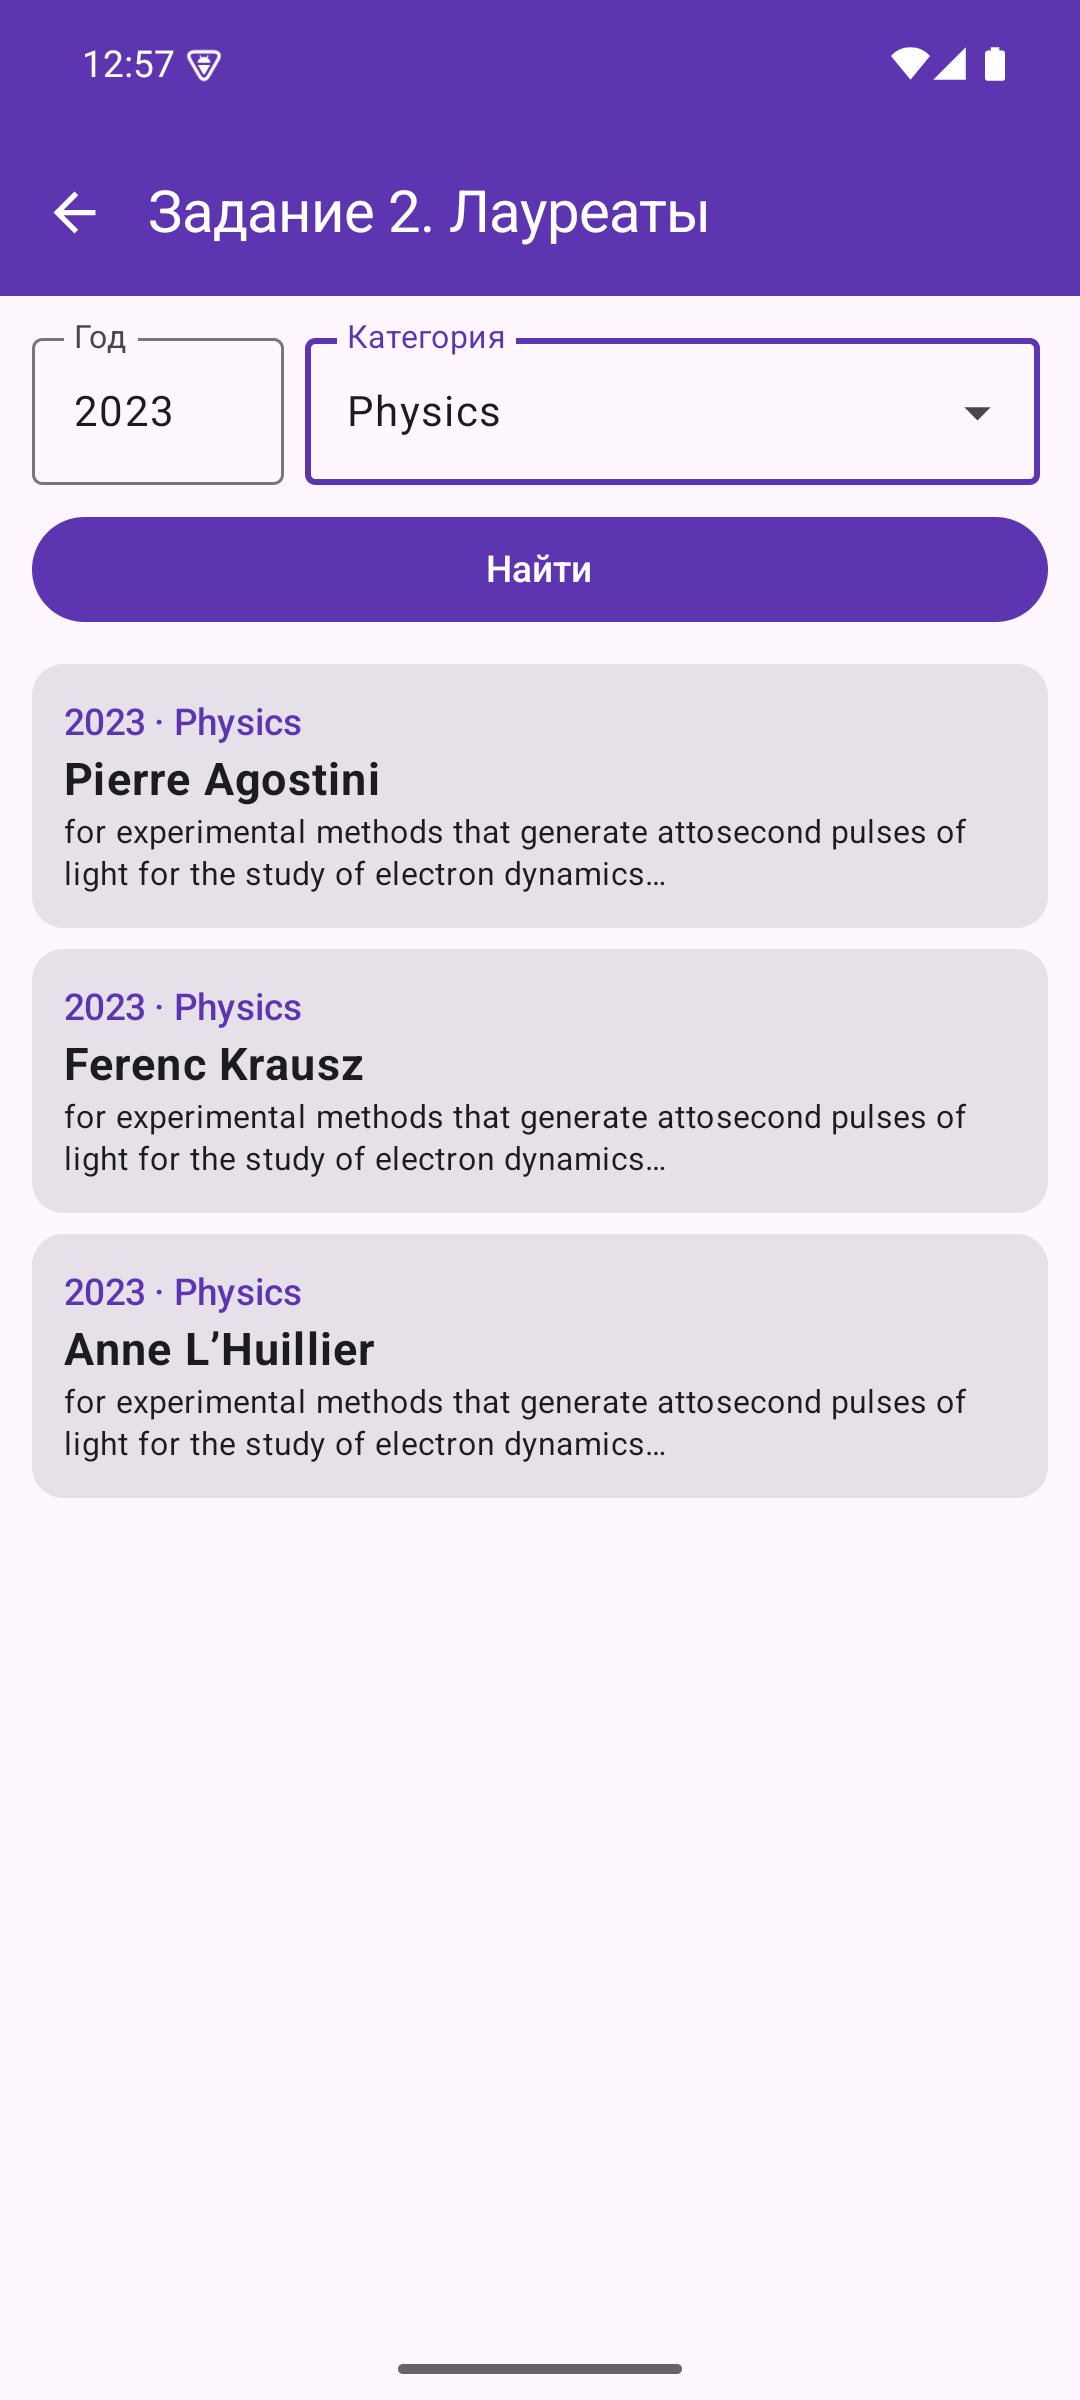 12:57
Задание 2. Лауреаты
Год
Категория
2023
Physics
Найти
2023 · Physics
Pierre Agostini
for experimental methods that generate attosecond pulses of
light for the study of electron dynamics…
2023 · Physics
Ferenc Krausz
for experimental methods that generate attosecond pulses of
light for the study of electron dynamics…
2023 · Physics
Anne L’Huillier
for experimental methods that generate attosecond pulses of
light for the study of electron dynamics…